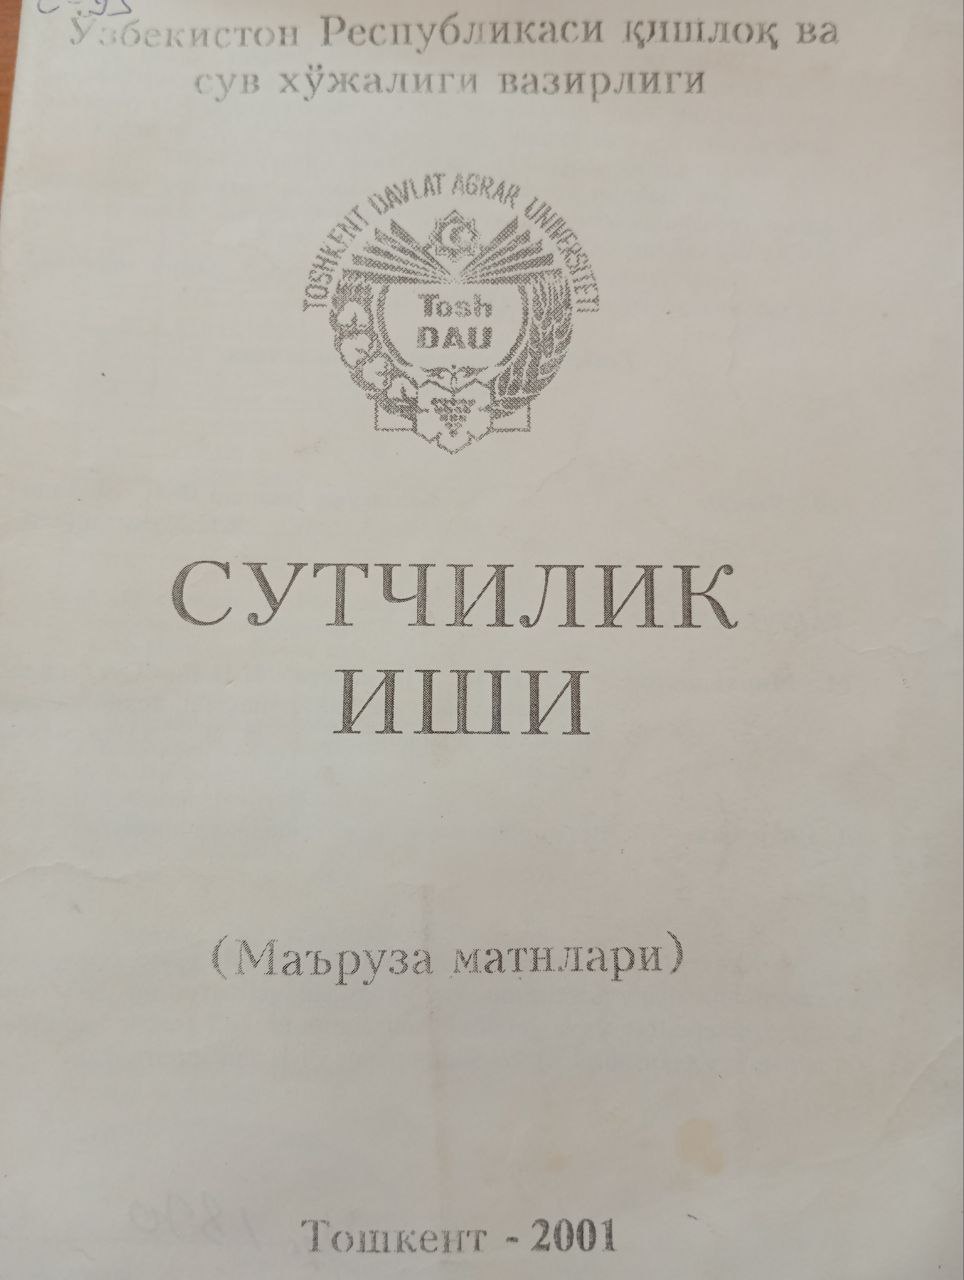 Ўзбекистон Республикаси қишлоқ ва
сув хўжалиги вазирлиги
TOSHKENT DAVLAT AGRAR UNIVERSITETI
Tosh
DAU
СУТЧИЛИК
ИШИ
(Маъруза матнлари)
Тошкент - 2001